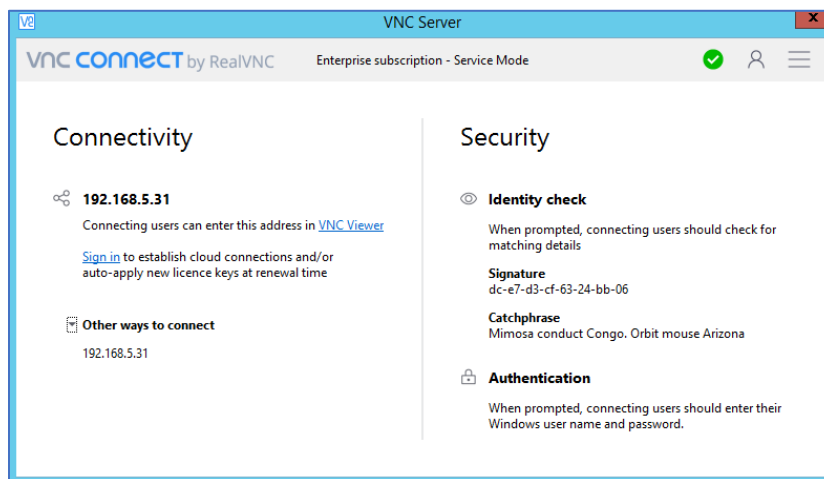 VNC Server
vnc connect by RealVNC
Enterprise subscription - Service Mode
Connectivity
192.168.5.31
Connecting users can enter this address in VNC Viewer
Sign in to establish cloud connections and/or
auto-apply new licence keys at renewal time
Other ways to connect
192.168.5.31
Security
Identity check
When prompted, connecting users should check for
matching details
Signature
dc-e7-d3-cf-63-24-bb-06
Catchphrase
Mimosa conduct Congo. Orbit mouse Arizona
Authentication
When prompted, connecting users should enter their
Windows user name and password.